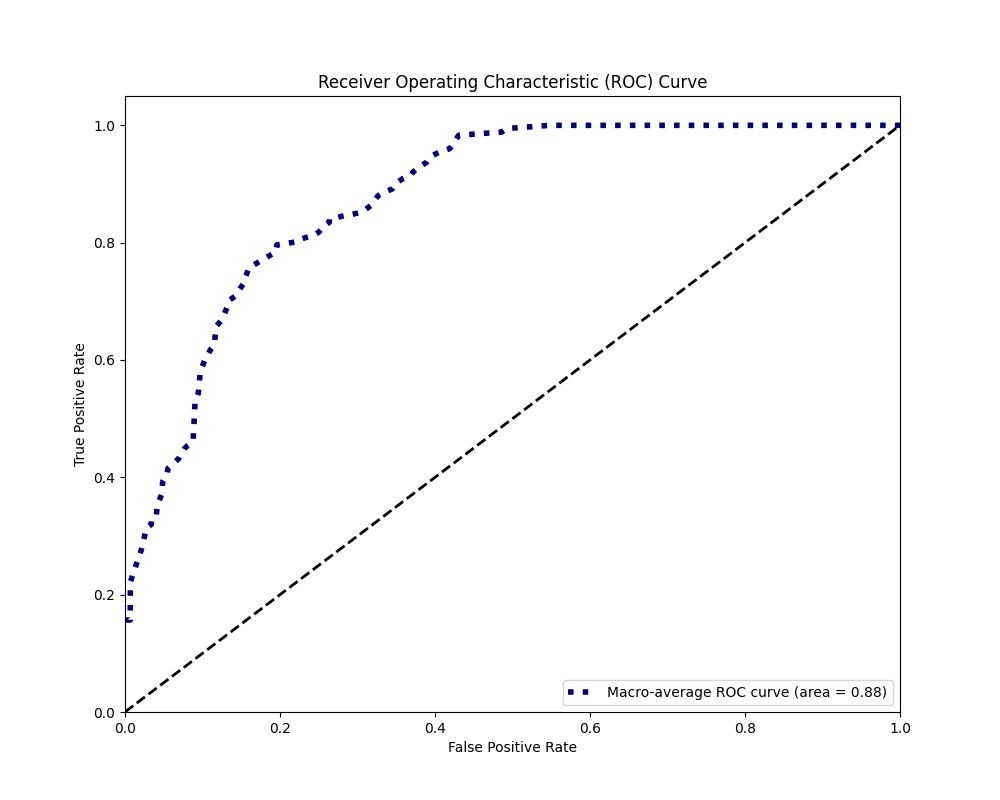 Receiver Operating Characteristic (ROC) Curve
1.0
0.8
0.6
0.4
0.2
0.0
True Positive Rate
Macro-average ROC curve (area = 0.88)
0.0 0.2 0.4 0.6 0.8 1.0
False Positive Rate